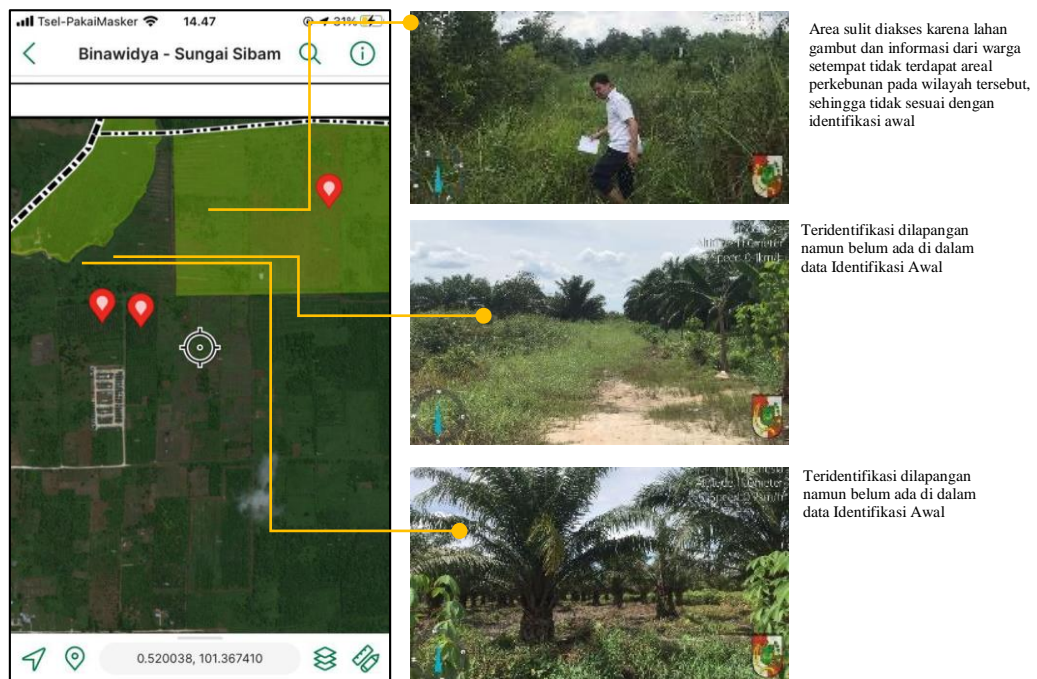 Tsel-PakaiMasker 14.47 31%
Binawidya - Sungai Sibam
0.520038, 101.367410
Area sulit diakses karena lahan
gambut dan informasi dari warga
setempat tidak terdapat areal
perkebunan pada wilayah tersebut,
sehingga tidak sesuai dengan
identifikasi awal
Teridentifikasi dilapangan
namun belum ada di dalam
data Identifikasi Awal
Teridentifikasi dilapangan
namun belum ada di dalam
data Identifikasi Awal